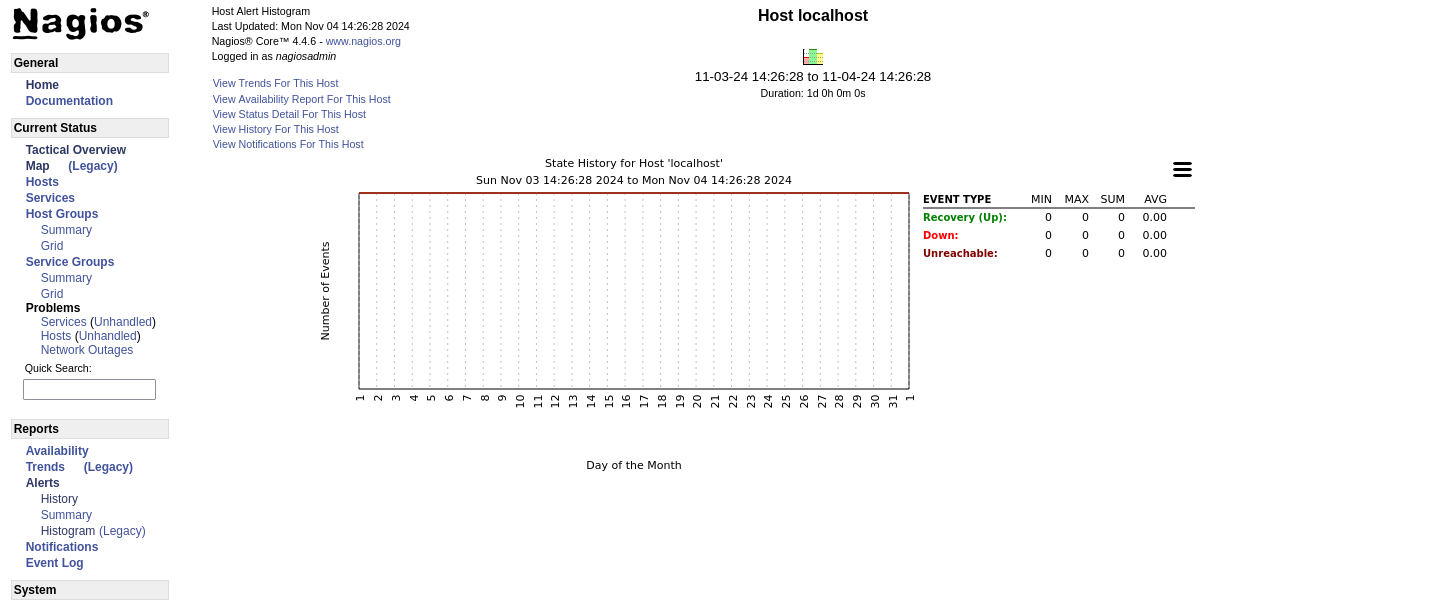 Nagios®
General
Home
Documentation
Current Status
Tactical Overview
Map (Legacy)
Hosts
Services
Host Groups
Summary
Grid
Service Groups
Summary
Grid
Problems
Services (Unhandled)
Hosts (Unhandled)
Network Outages
Quick Search:
Reports
Availability
Trends (Legacy)
Alerts
History
Summary
Histogram (Legacy)
Notifications
Event Log
System
Host Alert Histogram
Last Updated: Mon Nov 04 14:26:28 2024
Nagios® Core™ 4.4.6 - www.nagios.org
Logged in as nagiosadmin
View Trends For This Host
View Availability Report For This Host
View Status Detail For This Host
View History For This Host
View Notifications For This Host
Host localhost
11-03-24 14:26:28 to 11-04-24 14:26:28
Duration: 1d 0h 0m 0s
State History for Host 'localhost'
Sun Nov 03 14:26:28 2024 to Mon Nov 04 14:26:28 2024
Number of Events
1 2 3 4 5 6 7 8 9 10 11 12 13 14 15 16 17 18 19 20 21 22 23 24 25 26 27 28 29 30 31 1
Day of the Month
EVENT TYPE MIN MAX SUM AVG
Recovery (Up): 0 0 0 0.00
Down: 0 0 0 0.00
Unreachable: 0 0 0 0.00